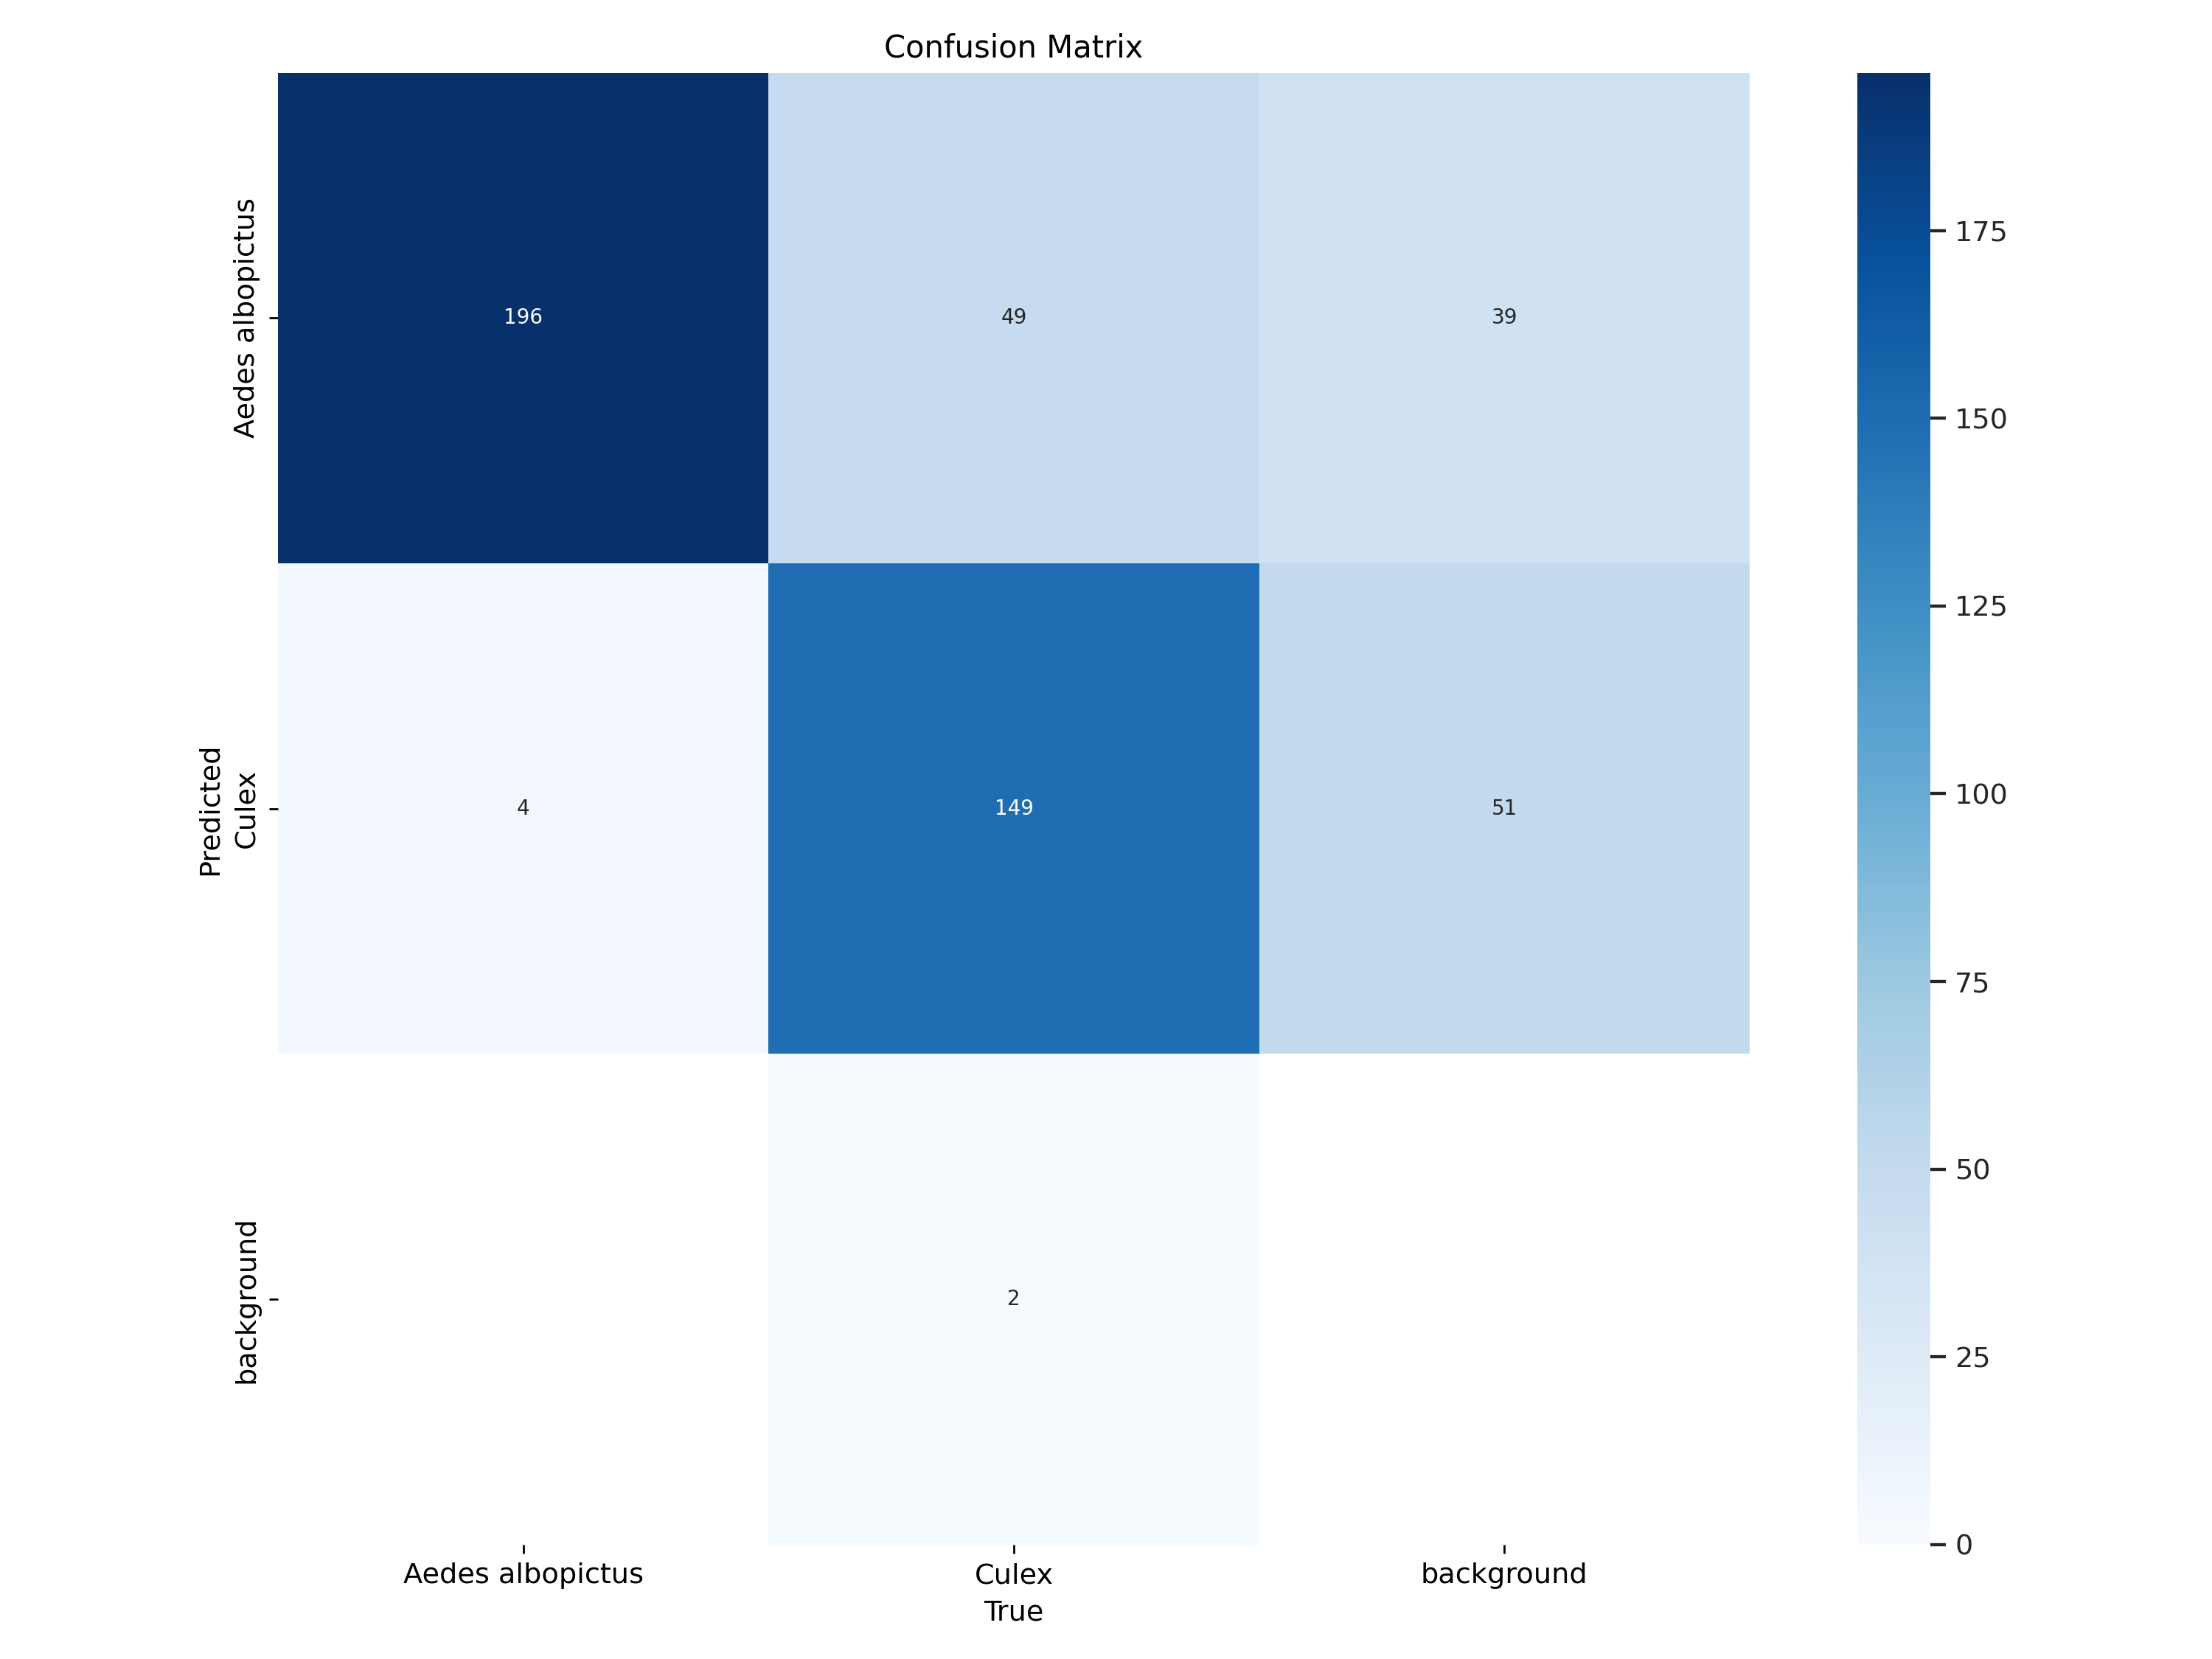 Confusion Matrix
Aedes albopictus
196
49
39
175
150
Predicted
Culex
4
149
51
125
100
75
background
2
50
25
0
Aedes albopictus
Culex
background
True